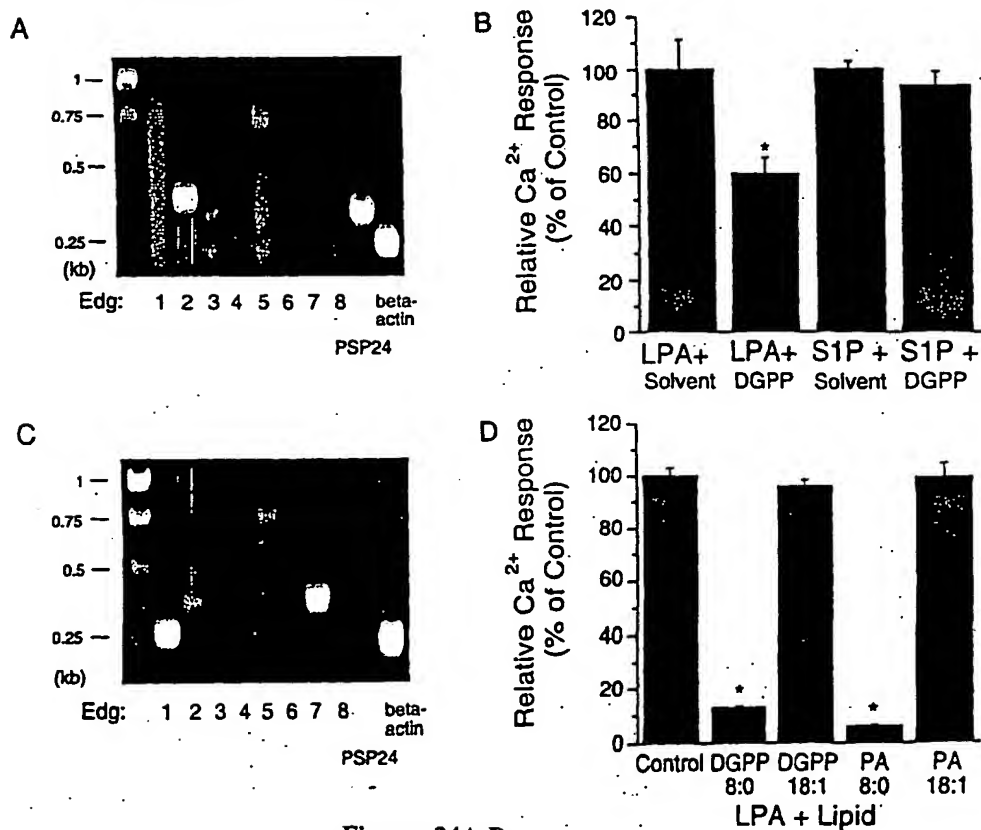 A
1
0.75
0.5
0.25
(kb)
Edg: 1 2 3 4 5 6 7 8 beta-
actin
PSP24
B
Relative Ca2+ Response
(% of Control)
120
100
80
60
40
20
0
*
LPA+ LPA+ S1P + S1P +
Solvent DGPP Solvent DGPP
C
1
0.75
0.5
0.25
(kb)
Edg: 1 2 3 4 5 6 7 8 beta-
actin
PSP24
D
Relative Ca2+ Response
(% of Control)
120
100
80
60
40
20
0
* *
Control DGPP DGPP PA PA
8:0 18:1 8:0 18:1
LPA + Lipid